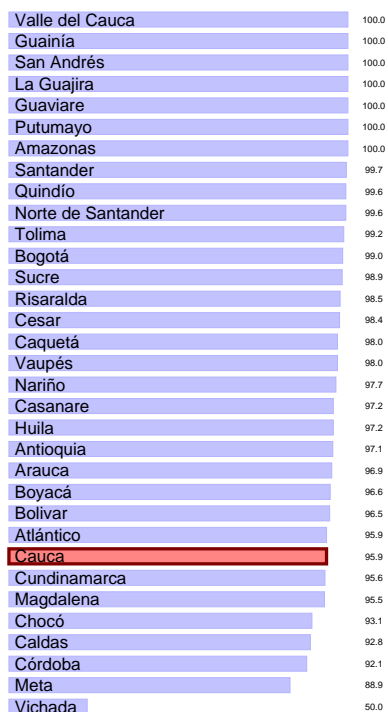 Valle del Cauca 100.0
Guainía 100.0
San Andrés 100.0
La Guajira 100.0
Guaviare 100.0
Putumayo 100.0
Amazonas 100.0
Santander 99.7
Quindío 99.6
Norte de Santander 99.6
Tolima 99.2
Bogotá 99.0
Sucre 98.9
Risaralda 98.5
Cesar 98.4
Caquetá 98.0
Vaupés 98.0
Nariño 97.7
Casanare 97.2
Huila 97.2
Antioquia 97.1
Arauca 96.9
Boyacá 96.6
Bolivar 96.5
Atlántico 95.9
Cauca 95.9
Cundinamarca 95.6
Magdalena 95.5
Chocó 93.1
Caldas 92.8
Córdoba 92.1
Meta 88.9
Vichada 50.0